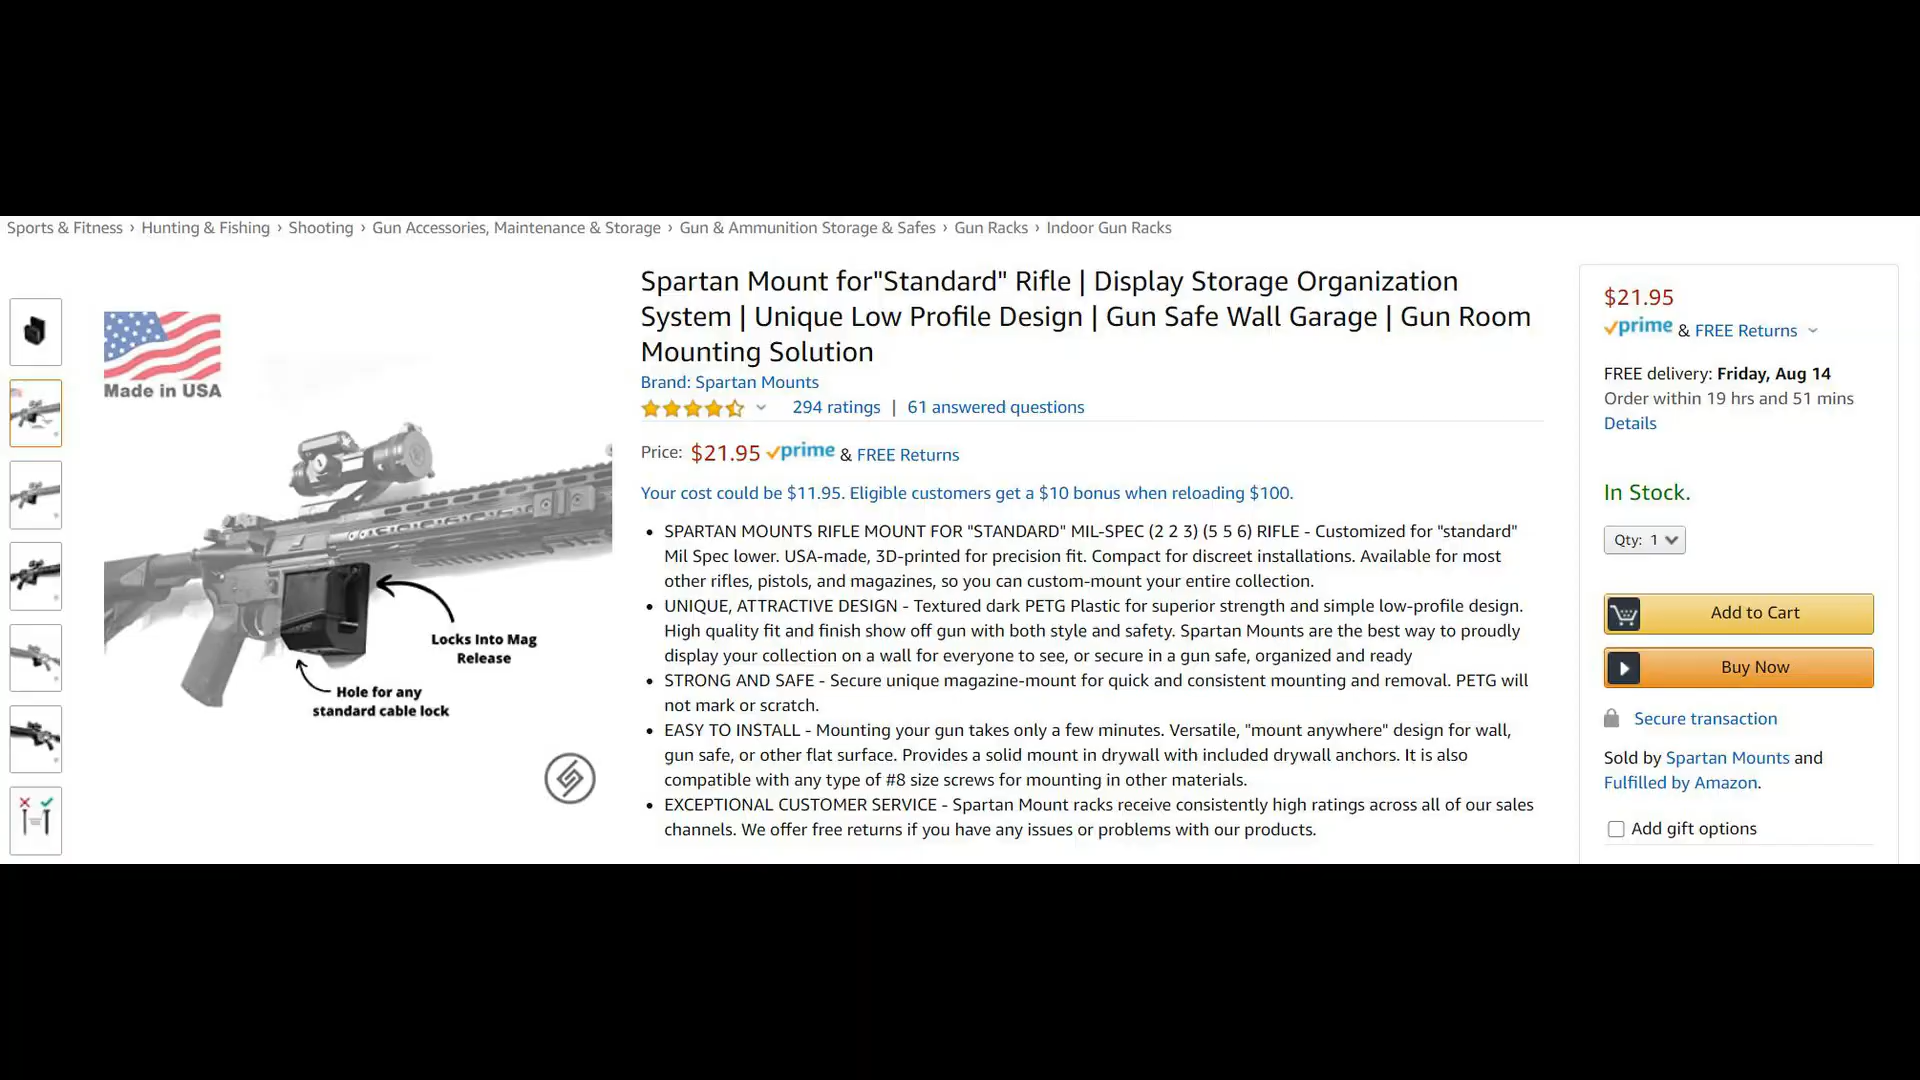 Sports & Fitness › Hunting & Fishing › Shooting › Gun Accessories, Maintenance & Storage › Gun & Ammunition Storage & Safes › Gun Racks › Indoor Gun Racks
Made in USA
Locks Into Mag
Release
Hole for any
standard cable lock
Spartan Mount for"Standard" Rifle | Display Storage Organization
System | Unique Low Profile Design | Gun Safe Wall Garage | Gun Room
Mounting Solution
Brand: Spartan Mounts
294 ratings | 61 answered questions
Price: $21.95 prime & FREE Returns
Your cost could be $11.95. Eligible customers get a $10 bonus when reloading $100.
• SPARTAN MOUNTS RIFLE MOUNT FOR "STANDARD" MIL-SPEC (2 2 3) (5 5 6) RIFLE - Customized for "standard"
Mil Spec lower. USA-made, 3D-printed for precision fit. Compact for discreet installations. Available for most
other rifles, pistols, and magazines, so you can custom-mount your entire collection.
• UNIQUE, ATTRACTIVE DESIGN - Textured dark PETG Plastic for superior strength and simple low-profile design.
High quality fit and finish show off gun with both style and safety. Spartan Mounts are the best way to proudly
display your collection on a wall for everyone to see, or secure in a gun safe, organized and ready
• STRONG AND SAFE - Secure unique magazine-mount for quick and consistent mounting and removal. PETG will
not mark or scratch.
• EASY TO INSTALL - Mounting your gun takes only a few minutes. Versatile, "mount anywhere" design for wall,
gun safe, or other flat surface. Provides a solid mount in drywall with included drywall anchors. It is also
compatible with any type of #8 size screws for mounting in other materials.
• EXCEPTIONAL CUSTOMER SERVICE - Spartan Mount racks receive consistently high ratings across all of our sales
channels. We offer free returns if you have any issues or problems with our products.
$21.95
prime & FREE Returns
FREE delivery: Friday, Aug 14
Order within 19 hrs and 51 mins
Details
In Stock.
Qty: 1
Add to Cart
Buy Now
Secure transaction
Sold by Spartan Mounts and
Fulfilled by Amazon.
Add gift options